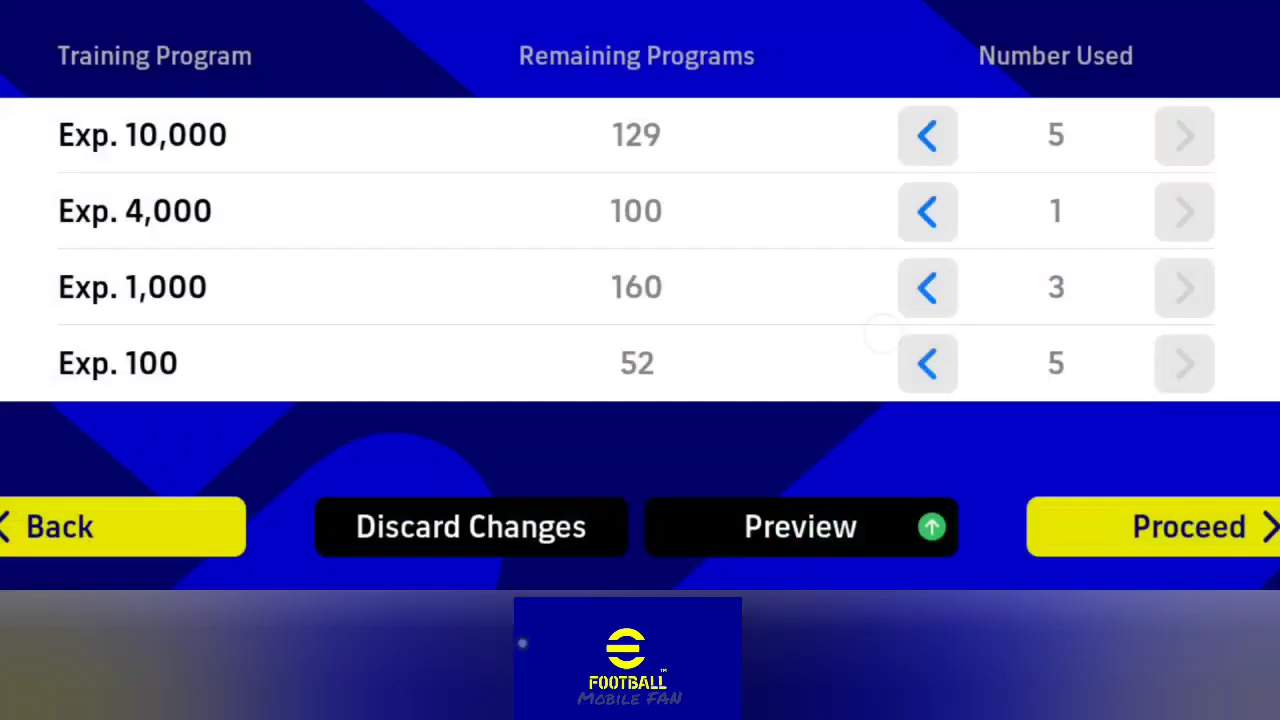 Training Program Remaining Programs Number Used
Exp. 10,000 129 5
Exp. 4,000 100 1
Exp. 1,000 160 3
Exp. 100 52 5
Back Discard Changes Preview Proceed
FOOTBALL™
MOBILE FAN